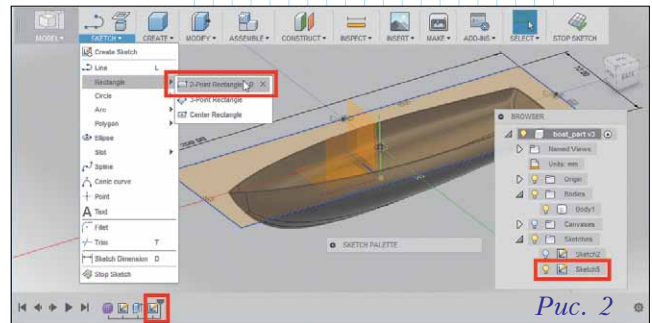 MODEL
SKETCH
CREATE
MODIFY
ASSEMBLE
CONSTRUCT
INSPECT
INSERT
MAKE
ADD-INS
SELECT
STOP SKETCH
Create Sketch
Line L
Rectangle
Circle
Arc
Polygon
Ellipse
Slot
Spline
Conic curve
Point
Text
Fillet
Trim T
Sketch Dimension D
Stop Sketch
2-Point Rectangle R
3-Point Rectangle
Center Rectangle
BACK
BROWSER
boat_part v3
Named Views
Units: mm
Origin
Bodies
Body1
Canvases
Sketches
Sketch2
SKETCH PALETTE
Рис. 2